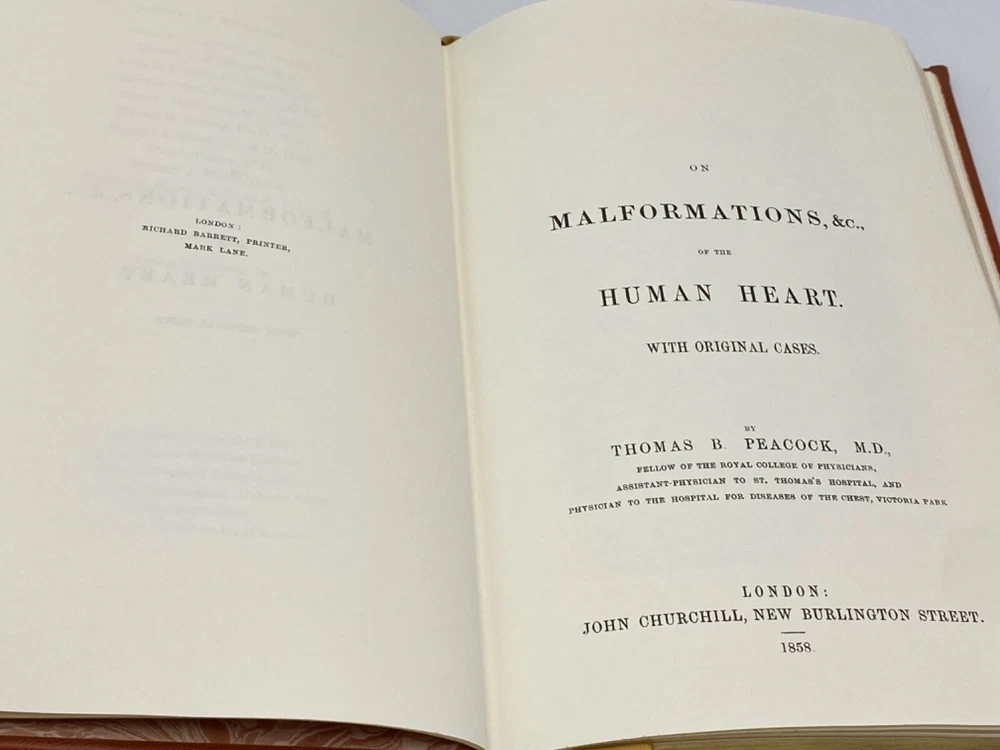 LONDON:
RICHARD BARRETT, PRINTER,
MARK LANE.
ON
MALFORMATIONS, &c.,
OF THE
HUMAN HEART.
WITH ORIGINAL CASES.
BY
THOMAS B. PEACOCK, M.D.,
FELLOW OF THE ROYAL COLLEGE OF PHYSICIANS,
ASSISTANT-PHYSICIAN TO ST. THOMAS'S HOSPITAL, AND
PHYSICIAN TO THE HOSPITAL FOR DISEASES OF THE CHEST, VICTORIA PARK
LONDON:
JOHN CHURCHILL, NEW BURLINGTON STREET.
1858.